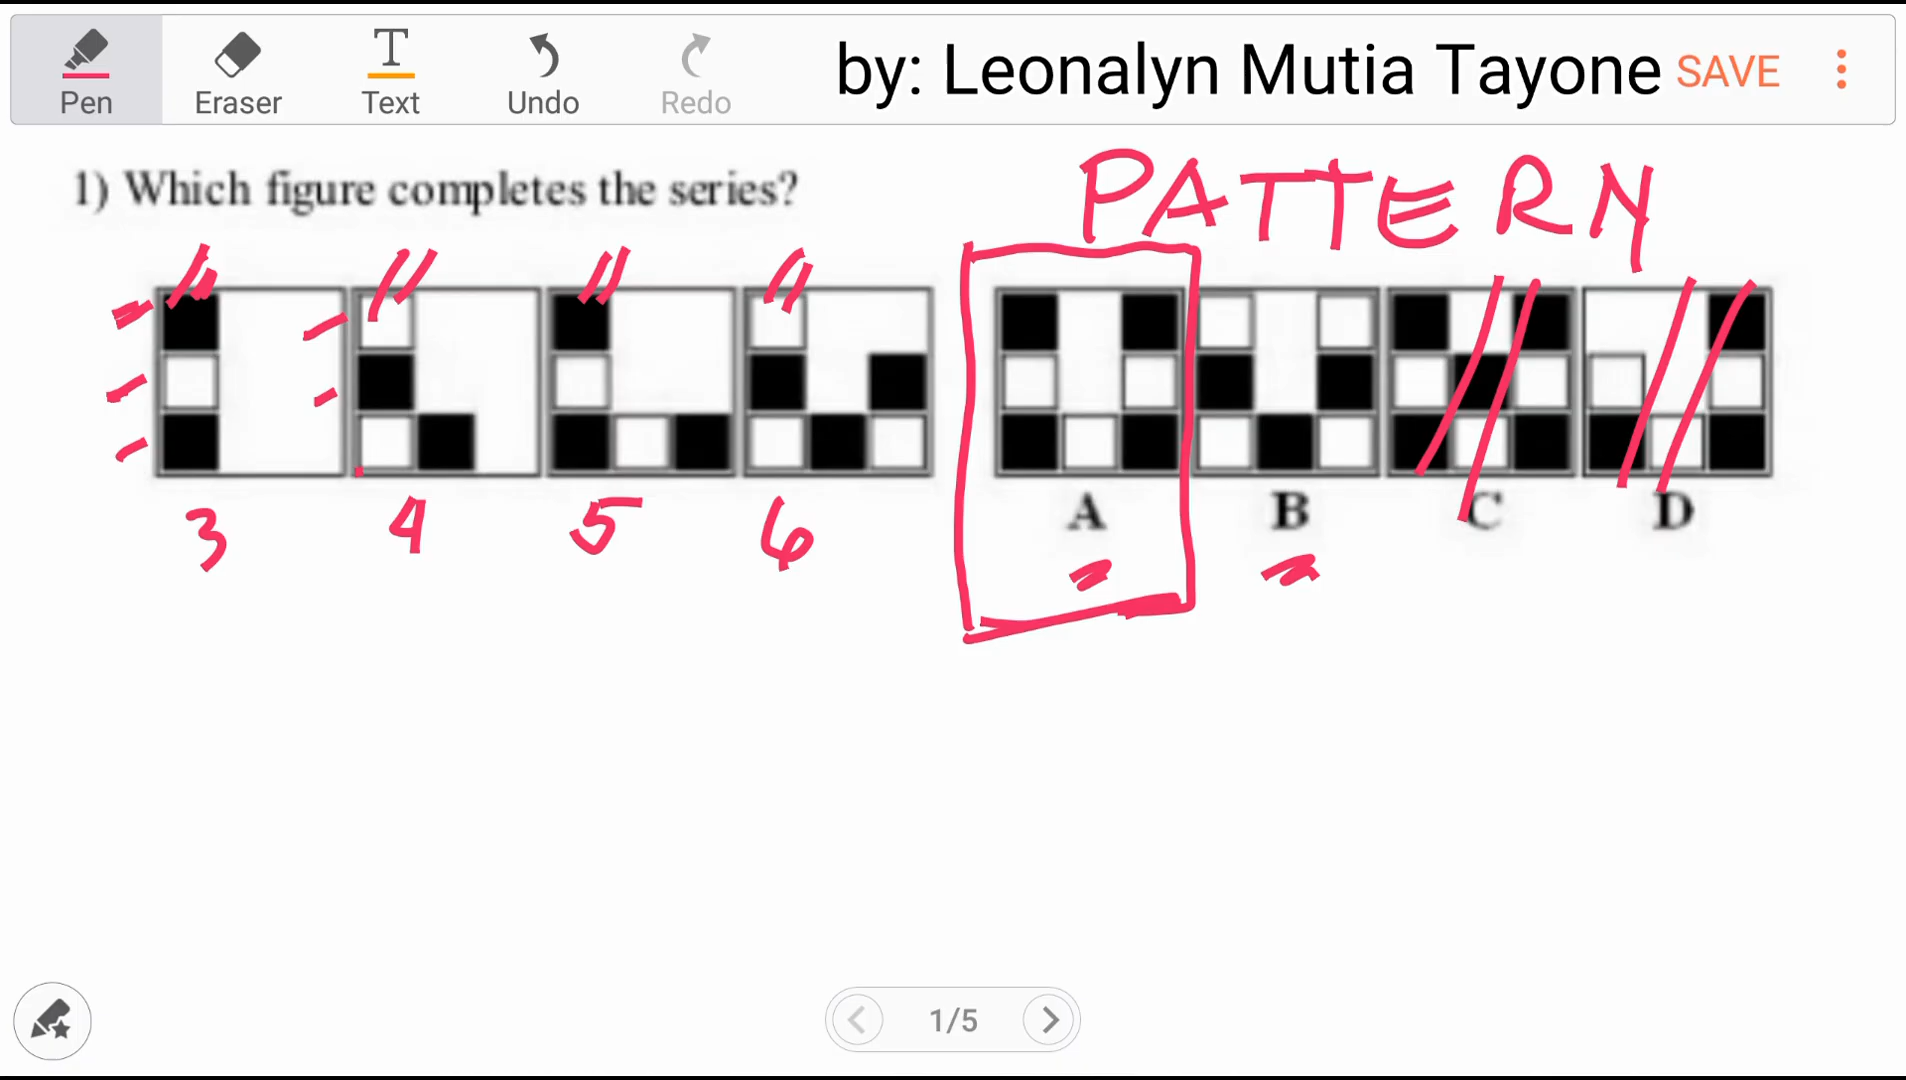 Pen Eraser Text Undo Redo by: Leonalyn Mutia Tayone SAVE
T
PATTERN
1) Which figure completes the series?
3 4 5 6 A B C D
1/5